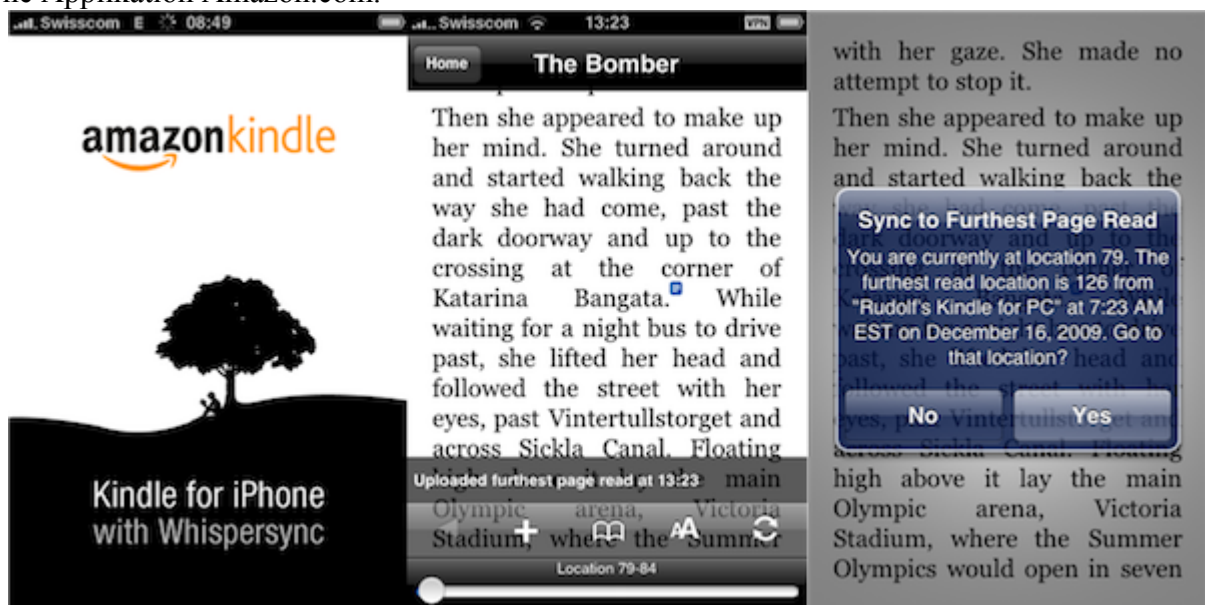 Applikation Amazon.com.
Swisscom E 08:49
amazonkindle
Kindle for iPhone
with Whispersync
Swisscom 13:23 VPN
Home The Bomber
Then she appeared to make up
her mind. She turned around
and started walking back the
way she had come, past the
dark doorway and up to the
crossing at the corner of
Katarina Bangata. While
waiting for a night bus to drive
past, she lifted her head and
followed the street with her
eyes, past Vintertullstorget and
across Sickla Canal. Floating
main
Uploaded furthest page read at 13:23
Olympic arena, Victoria
Stadium, where the Summer
AA
Location 79-84
with her gaze. She made no
attempt to stop it.
Then she appeared to make up
her mind. She turned around
and started walking back the
Sync to Furthest Page Read
You are currently at location 79. The
furthest read location is 126 from
"Rudolf's Kindle for PC" at 7:23 AM
EST on December 16, 2009. Go to
that location?
No Yes
high above it lay the main
Olympic arena, Victoria
Stadium, where the Summer
Olympics would open in seven